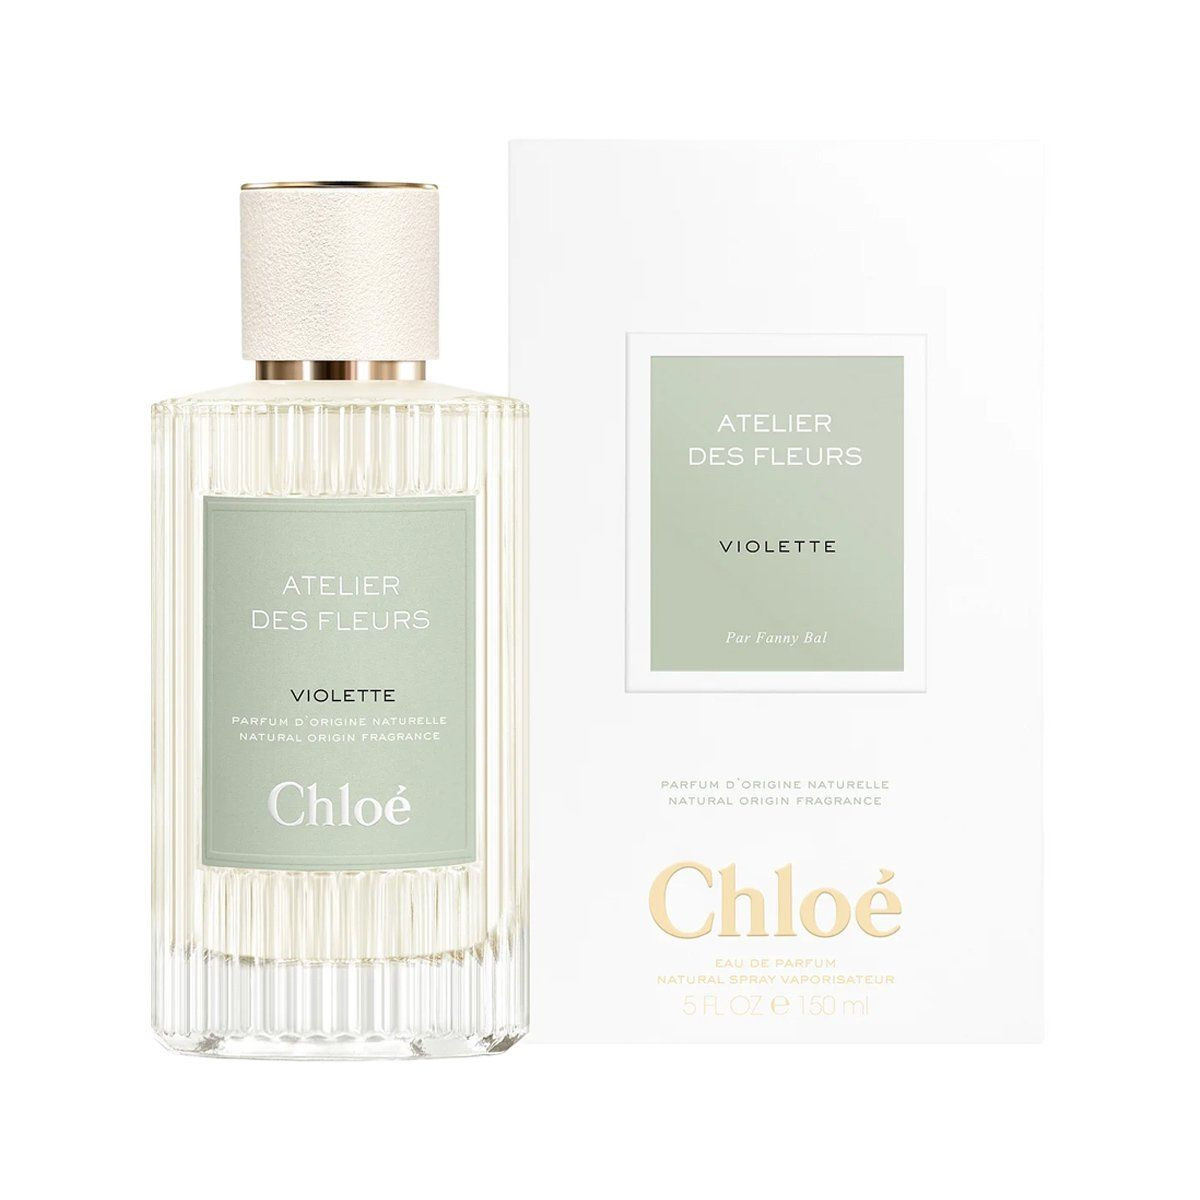 ATELIER
DES FLEURS
VIOLETTE
PARFUM D'ORIGINE NATURELLE
NATURAL ORIGIN FRAGRANCE
Chloé
ATELIER
DES FLEURS
VIOLETTE
Par Fanny Bal
PARFUM D'ORIGINE NATURELLE
NATURAL ORIGIN FRAGRANCE
Chloé
EAU DE PARFUM
NATURAL SPRAY VAPORISATEUR
5 FL OZ e 150 ml